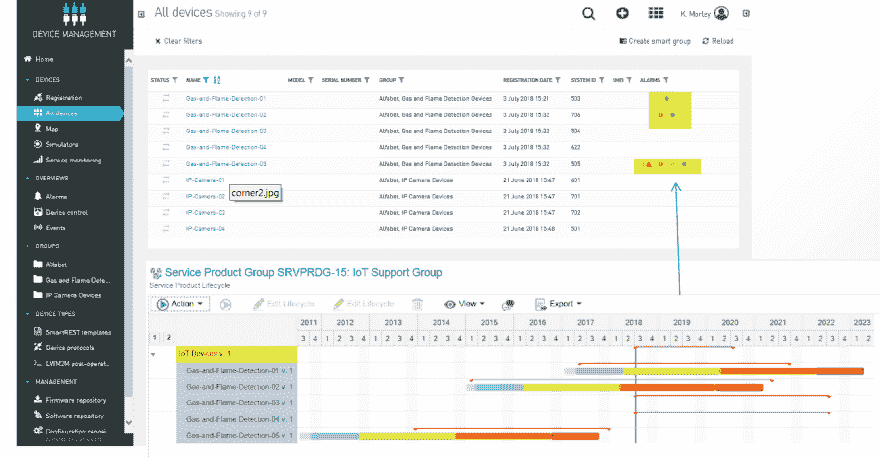 DEVICE MANAGEMENT
Home
DEVICES
Registration
All devices
Map
Simulators
Service monitoring
OVERVIEWS
Alarms
Device control
Events
GROUPS
Alfabet
Gas and Flame Dete...
IP Camera Devices
DEVICE TYPES
SmartREST templates
Device protocols
LWM2M post-operat...
MANAGEMENT
Firmware repository
Software repository
All devices Showing 9 of 9
K. Morley
Clear filters
Create smart group
Reload
STATUS NAME MODEL SERIAL NUMBER GROUP REGISTRATION DATE SYSTEM ID IMEI ALARMS
Gas-and-Flame-Detection-01 Alfabet, Gas and Flame Detection Devices 3 July 2018 15:21 503
Gas-and-Flame-Detection-02 Alfabet, Gas and Flame Detection Devices 3 July 2018 15:32 706
Gas-and-Flame-Detection-03 Alfabet, Gas and Flame Detection Devices 3 July 2018 15:32 504
Gas-and-Flame-Detection-04 Alfabet, Gas and Flame Detection Devices 3 July 2018 15:32 622
Gas-and-Flame-Detection-05 Alfabet, Gas and Flame Detection Devices 3 July 2018 15:32 505
IP-Camera-01 Alfabet, IP Camera Devices 21 June 2018 15:47 601
IP-Camera-02 Alfabet, IP Camera Devices 21 June 2018 15:47 701
IP-Camera-03 Alfabet, IP Camera Devices 21 June 2018 15:47 702
IP-Camera-04 Alfabet, IP Camera Devices 21 June 2018 15:48 501
corner2.jpg
Service Product Group SRVPRDG-15: IoT Support Group
Service Product Lifecycle
Action Edit Lifecycle Edit Lifecycle View Export
2011 2012 2013 2014 2015 2016 2017 2018 2019 2020 2021 2022 2023
1 2 3 4 1 2 3 4 1 2 3 4 1 2 3 4 1 2 3 4 1 2 3 4 1 2 3 4 1 2 3 4 1 2 3 4 1 2 3 4 1 2 3 4 1 2 3 4 1 2 3
IoT Devices v. 1
Gas-and-Flame-Detection-01 v. 1
Gas-and-Flame-Detection-02 v. 1
Gas-and-Flame-Detection-03 v. 1
Gas-and-Flame-Detection-04 v. 1
Gas-and-Flame-Detection-05 v. 1